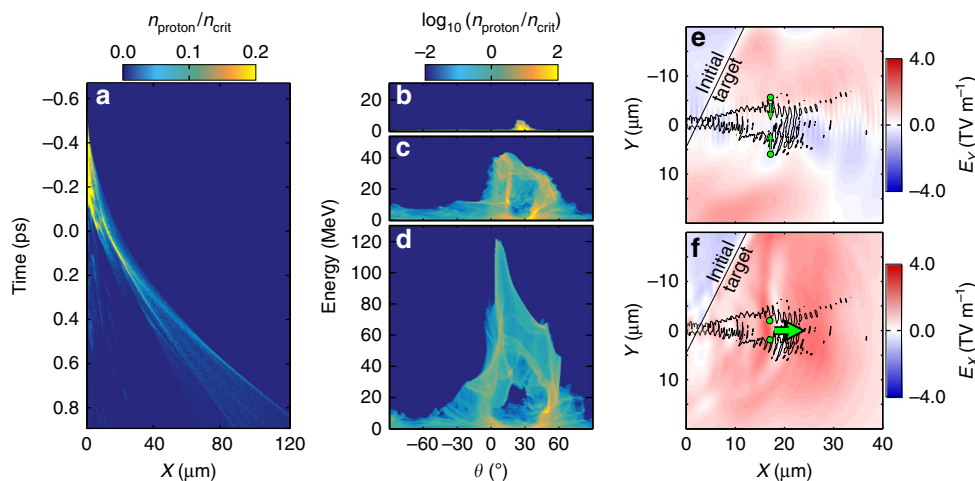 n_proton/n_crit
0.0 0.1 0.2
a
−0.6
−0.4
−0.2
0.0
0.2
0.4
0.6
0.8
Time (ps)
0 40 80 120
X (μm)
log10 (n_proton/n_crit)
−2 0 2
b
20
0
c
40
20
0
d
120
100
80
60
40
20
0
Energy (MeV)
−60 −30 0 30 60
θ (°)
e
Initial
target
−10
0
10
Y (μm)
4.0
0.0
−4.0
E_Y (TV m⁻¹)
f
Initial
target
−10
0
10
Y (μm)
0 10 20 30 40
X (μm)
4.0
0.0
−4.0
E_X (TV m⁻¹)